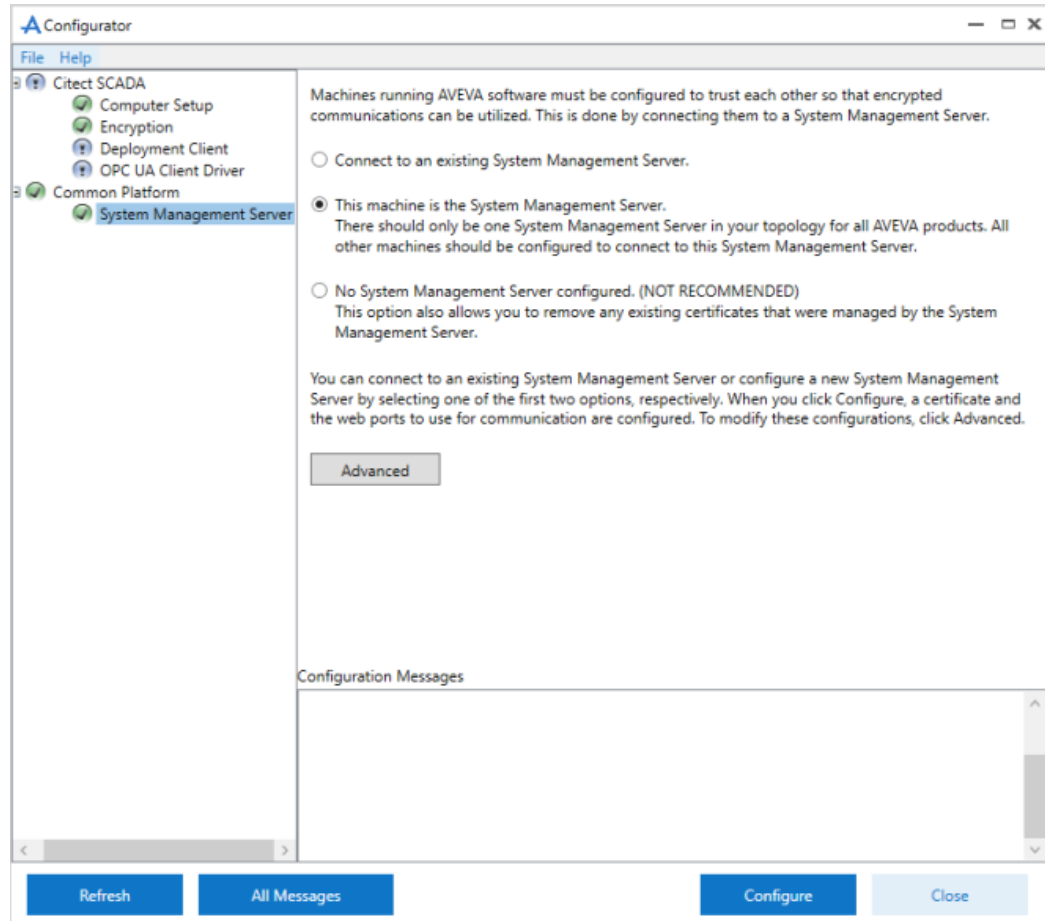 Configurator
File Help
Citect SCADA
Computer Setup
Encryption
Deployment Client
OPC UA Client Driver
Common Platform
System Management Server
Machines running AVEVA software must be configured to trust each other so that encrypted
communications can be utilized. This is done by connecting them to a System Management Server.
Connect to an existing System Management Server.
This machine is the System Management Server.
There should only be one System Management Server in your topology for all AVEVA products. All
other machines should be configured to connect to this System Management Server.
No System Management Server configured. (NOT RECOMMENDED)
This option also allows you to remove any existing certificates that were managed by the System
Management Server.
You can connect to an existing System Management Server or configure a new System Management
Server by selecting one of the first two options, respectively. When you click Configure, a certificate and
the web ports to use for communication are configured. To modify these configurations, click Advanced.
Advanced
Configuration Messages
Refresh All Messages Configure Close